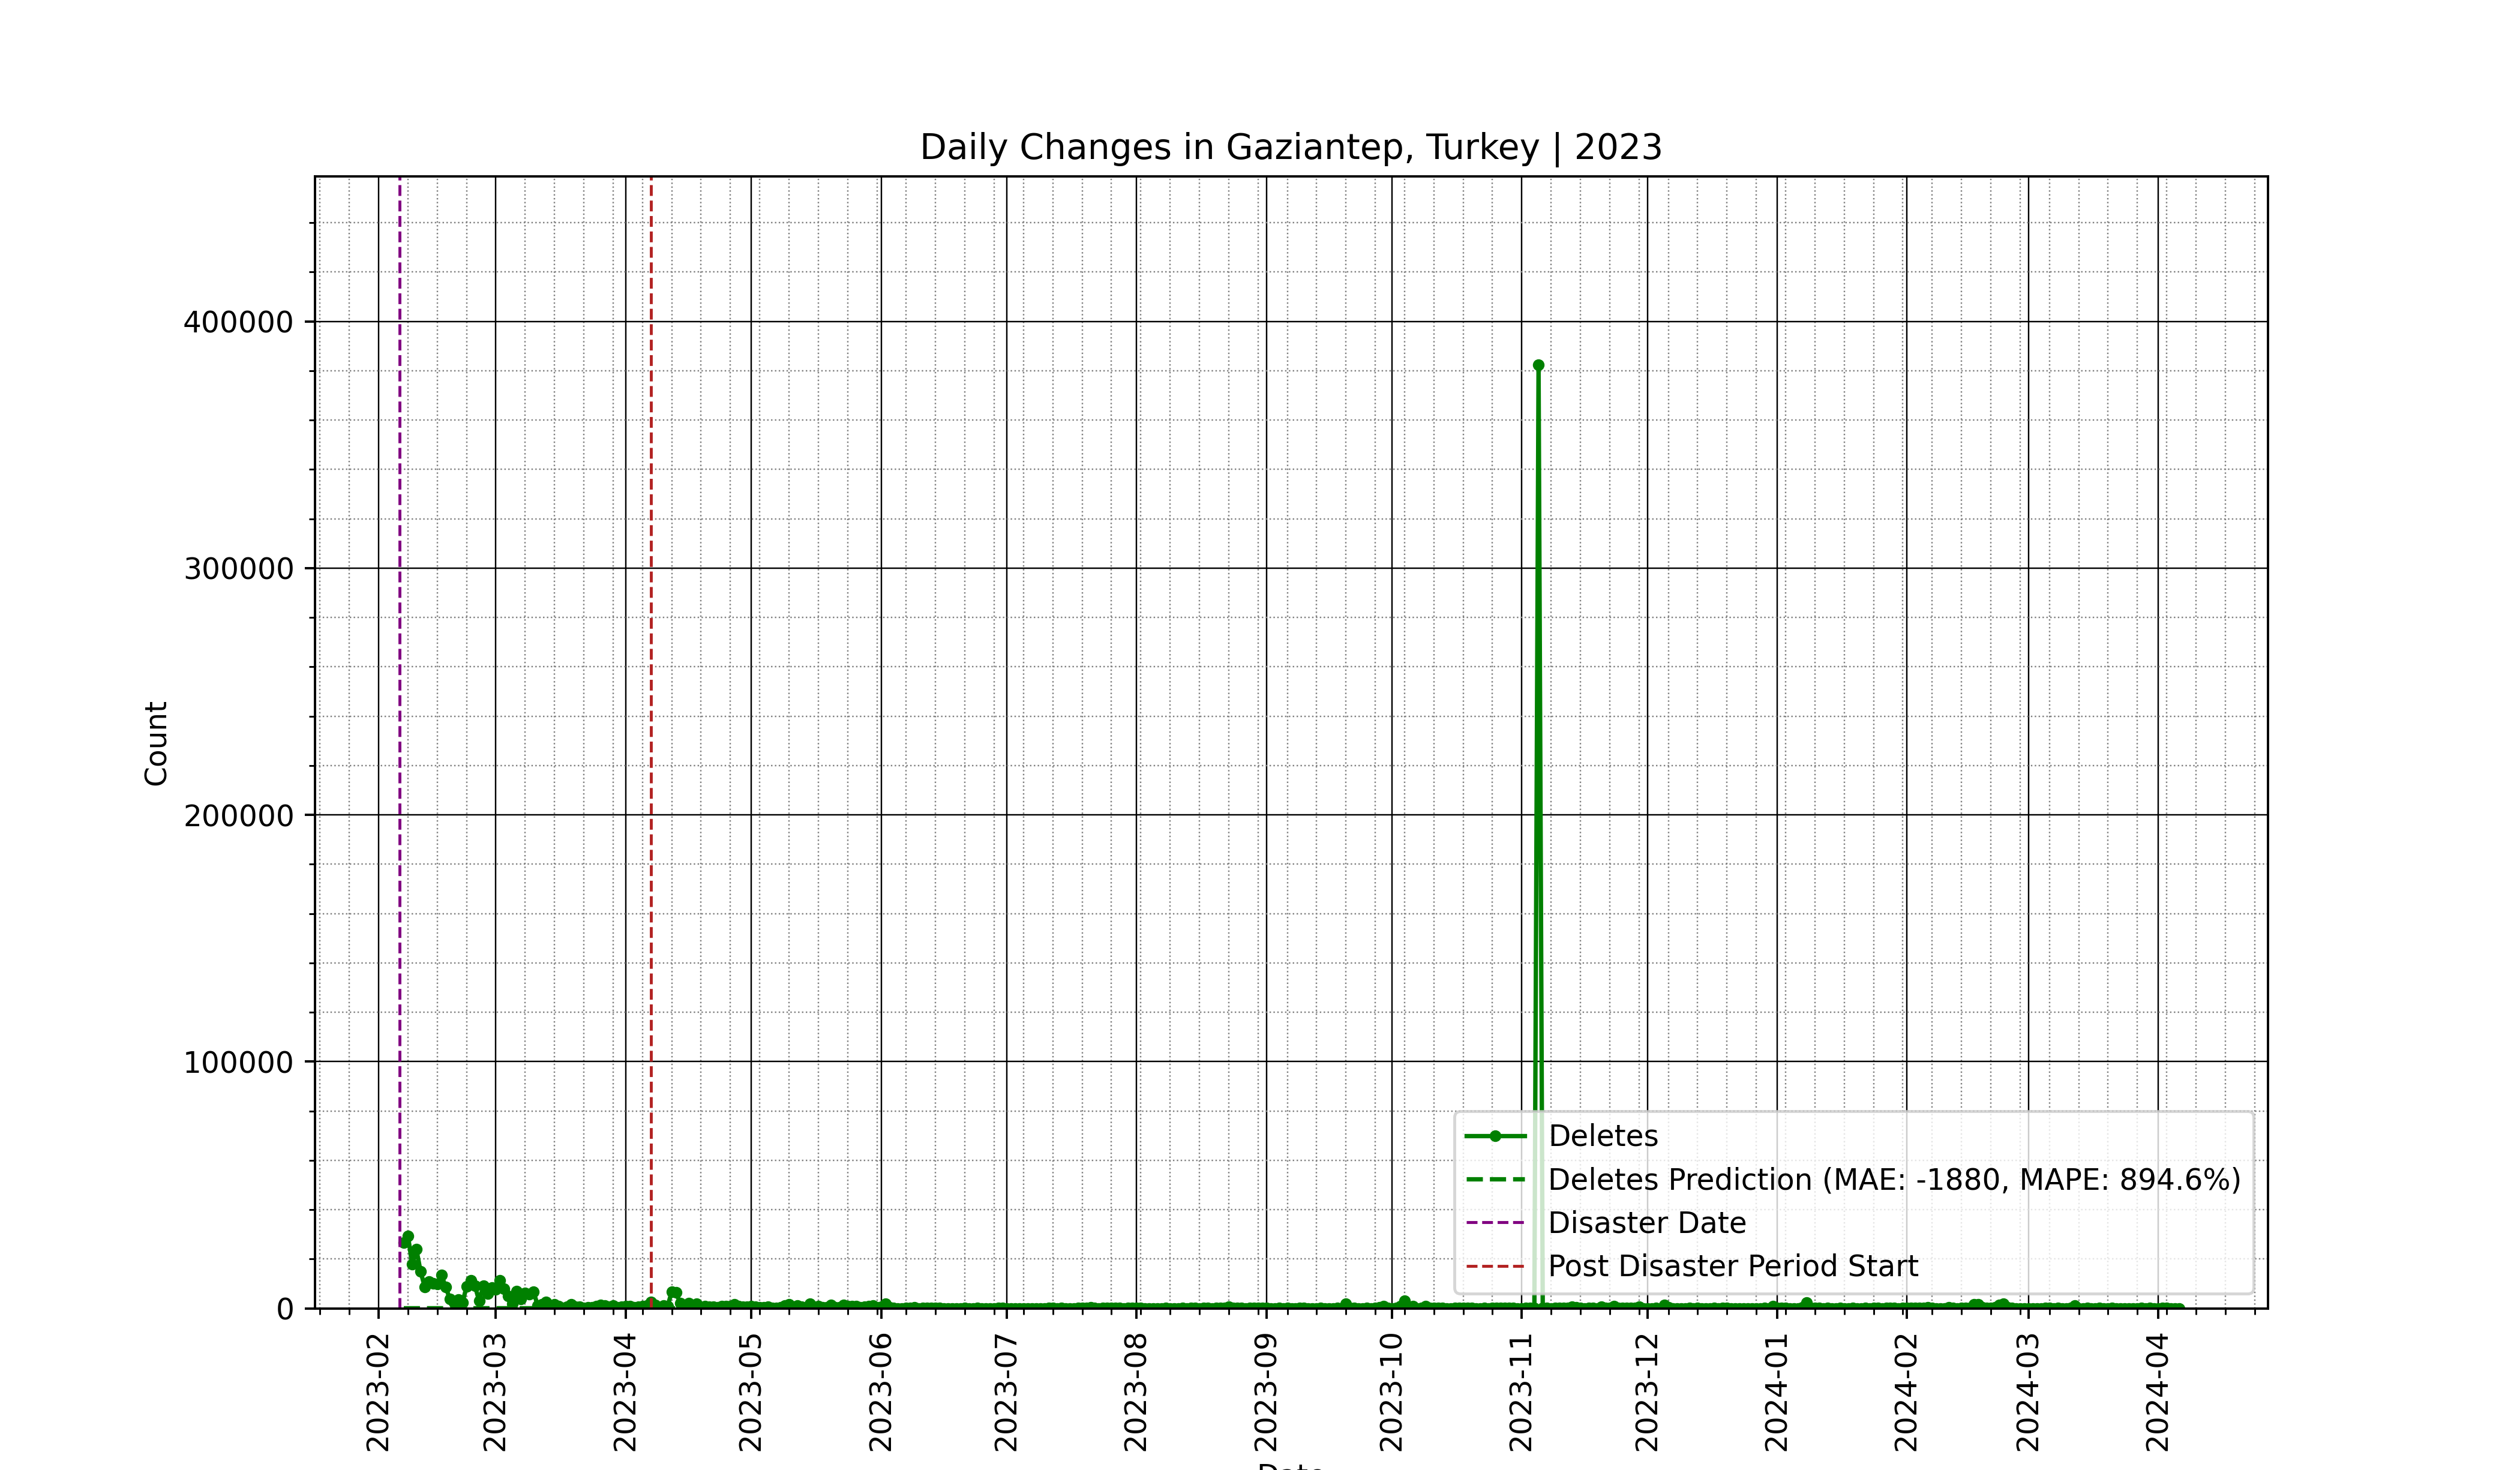 Daily Changes in Gaziantep, Turkey | 2023
Count
400000
300000
200000
100000
0
Deletes
Deletes Prediction (MAE: -1880, MAPE: 894.6%)
Disaster Date
Post Disaster Period Start
2023-02
2023-03
2023-04
2023-05
2023-06
2023-07
2023-08
2023-09
2023-10
2023-11
2023-12
2024-01
2024-02
2024-03
2024-04
Date